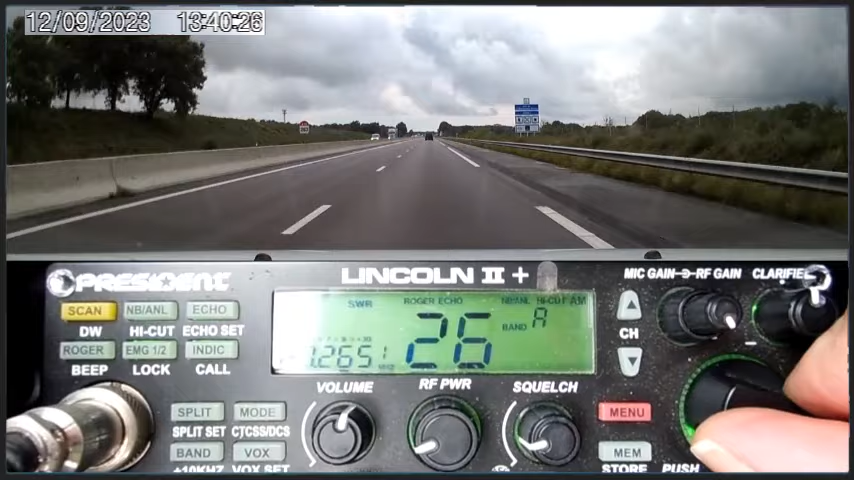 12/09/2023 13:40:26
PRESIDENT
LINCOLN II +
MIC GAIN RF GAIN CLARIFIE
SCAN NB/ANL ECHO
DW HI-CUT ECHO SET
ROGER EMG 1/2 INDIC
BEEP LOCK CALL
SWR ROGER ECHO NB/ANL HI-CUT AM
BAND A
26
CH
VOLUME RF PWR SQUELCH
SPLIT MODE
SPLIT SET CTCSS/DCS
BAND VOX
+10KHZ VOX SET
MENU
MEM
STORE PUSH